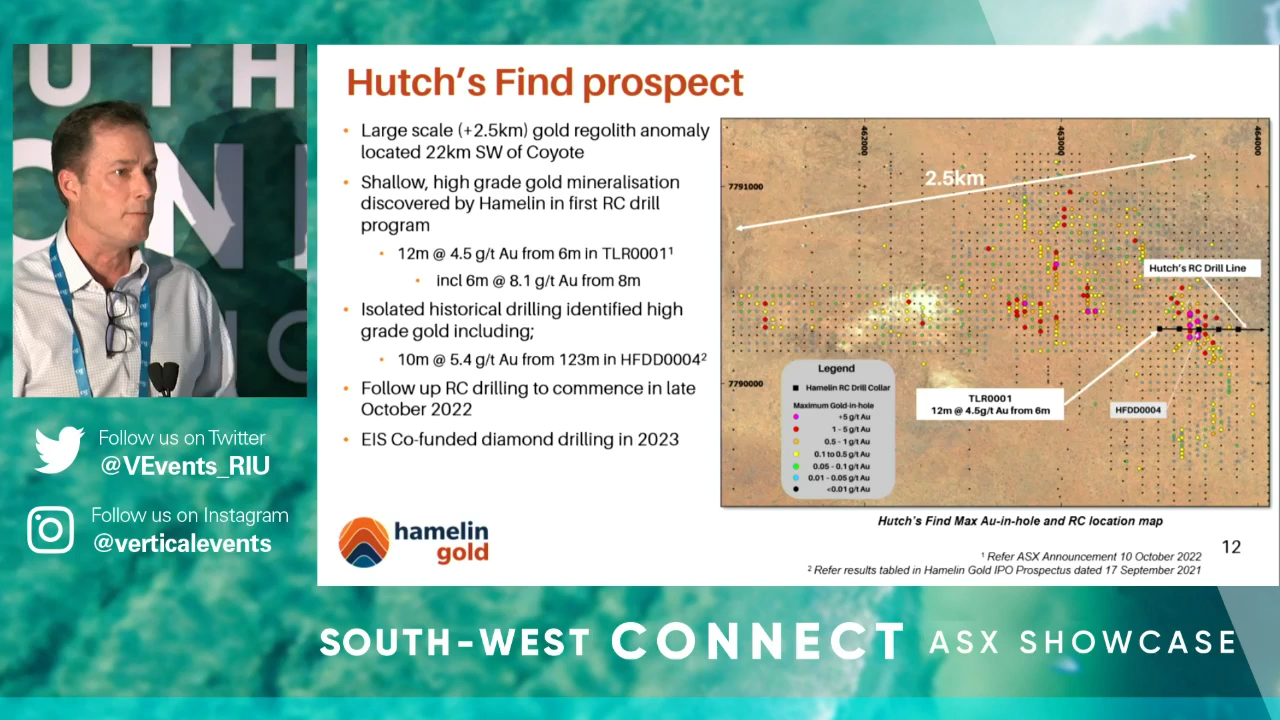 UTH
ONN
Follow us on Twitter
@VEvents_RIU
Follow us on Instagram
@verticalevents
Hutch's Find prospect
• Large scale (+2.5km) gold regolith anomaly
located 22km SW of Coyote
• Shallow, high grade gold mineralisation
discovered by Hamelin in first RC drill
program
• 12m @ 4.5 g/t Au from 6m in TLR0001¹
• incl 6m @ 8.1 g/t Au from 8m
• Isolated historical drilling identified high
grade gold including;
• 10m @ 5.4 g/t Au from 123m in HFDD0004²
• Follow up RC drilling to commence in late
October 2022
• EIS Co-funded diamond drilling in 2023
462000
463000
464000
7791000
2.5km
Hutch's RC Drill Line
7790000
TLR0001
12m @ 4.5g/t Au from 6m
HFDD0004
Legend
Hamelin RC Drill Collar
Maximum Gold-in-hole
+5 g/t Au
1 - 5 g/t Au
0.5 - 1 g/t Au
0.1 to 0.5 g/t Au
0.05 - 0.1 g/t Au
0.01 - 0.05 g/t Au
<0.01 g/t Au
Hutch's Find Max Au-in-hole and RC location map
hamelin
gold
12
¹ Refer ASX Announcement 10 October 2022
² Refer results tabled in Hamelin Gold IPO Prospectus dated 17 September 2021
SOUTH-WEST CONNECT ASX SHOWCASE